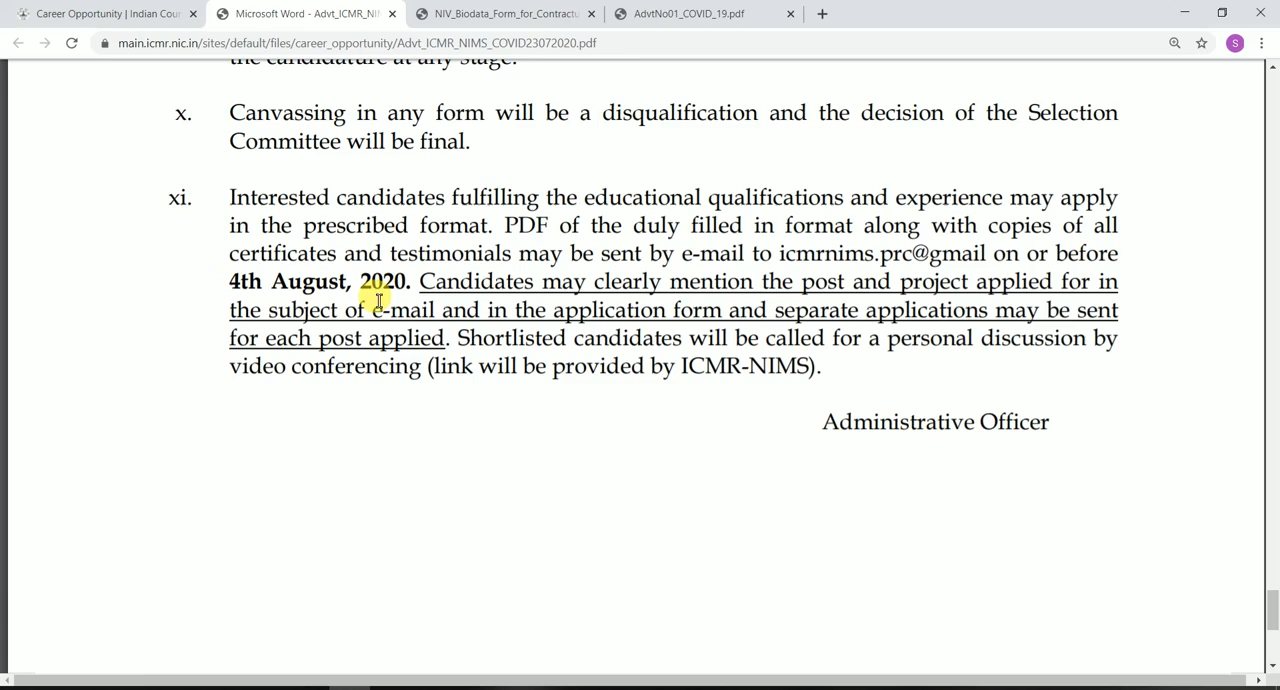 Career Opportunity | Indian Cour
Microsoft Word - Advt_ICMR_NI
NIV_Biodata_Form_for_Contractu
AdvtNo01_COVID_19.pdf
main.icmr.nic.in/sites/default/files/career_opportunity/Advt_ICMR_NIMS_COVID23072020.pdf
S
the candidature at any stage.
x. Canvassing in any form will be a disqualification and the decision of the Selection
Committee will be final.
xi. Interested candidates fulfilling the educational qualifications and experience may apply
in the prescribed format. PDF of the duly filled in format along with copies of all
certificates and testimonials may be sent by e-mail to icmrnims.prc@gmail on or before
4th August, 2020. Candidates may clearly mention the post and project applied for in
the subject of e-mail and in the application form and separate applications may be sent
for each post applied. Shortlisted candidates will be called for a personal discussion by
video conferencing (link will be provided by ICMR-NIMS).
Administrative Officer